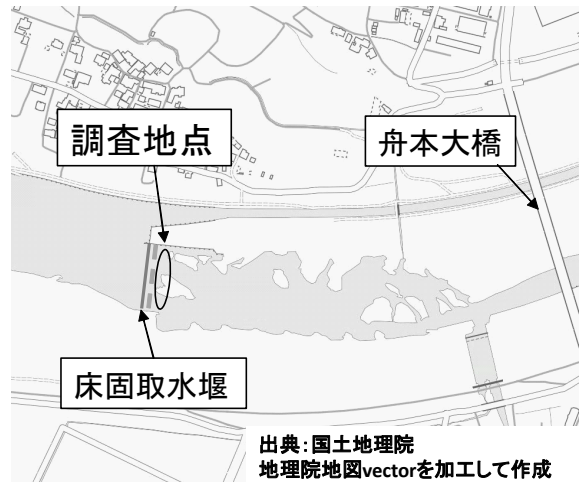 調査地点
舟本大橋
床固取水堰
出典:国土地理院
地理院地図vectorを加工して作成